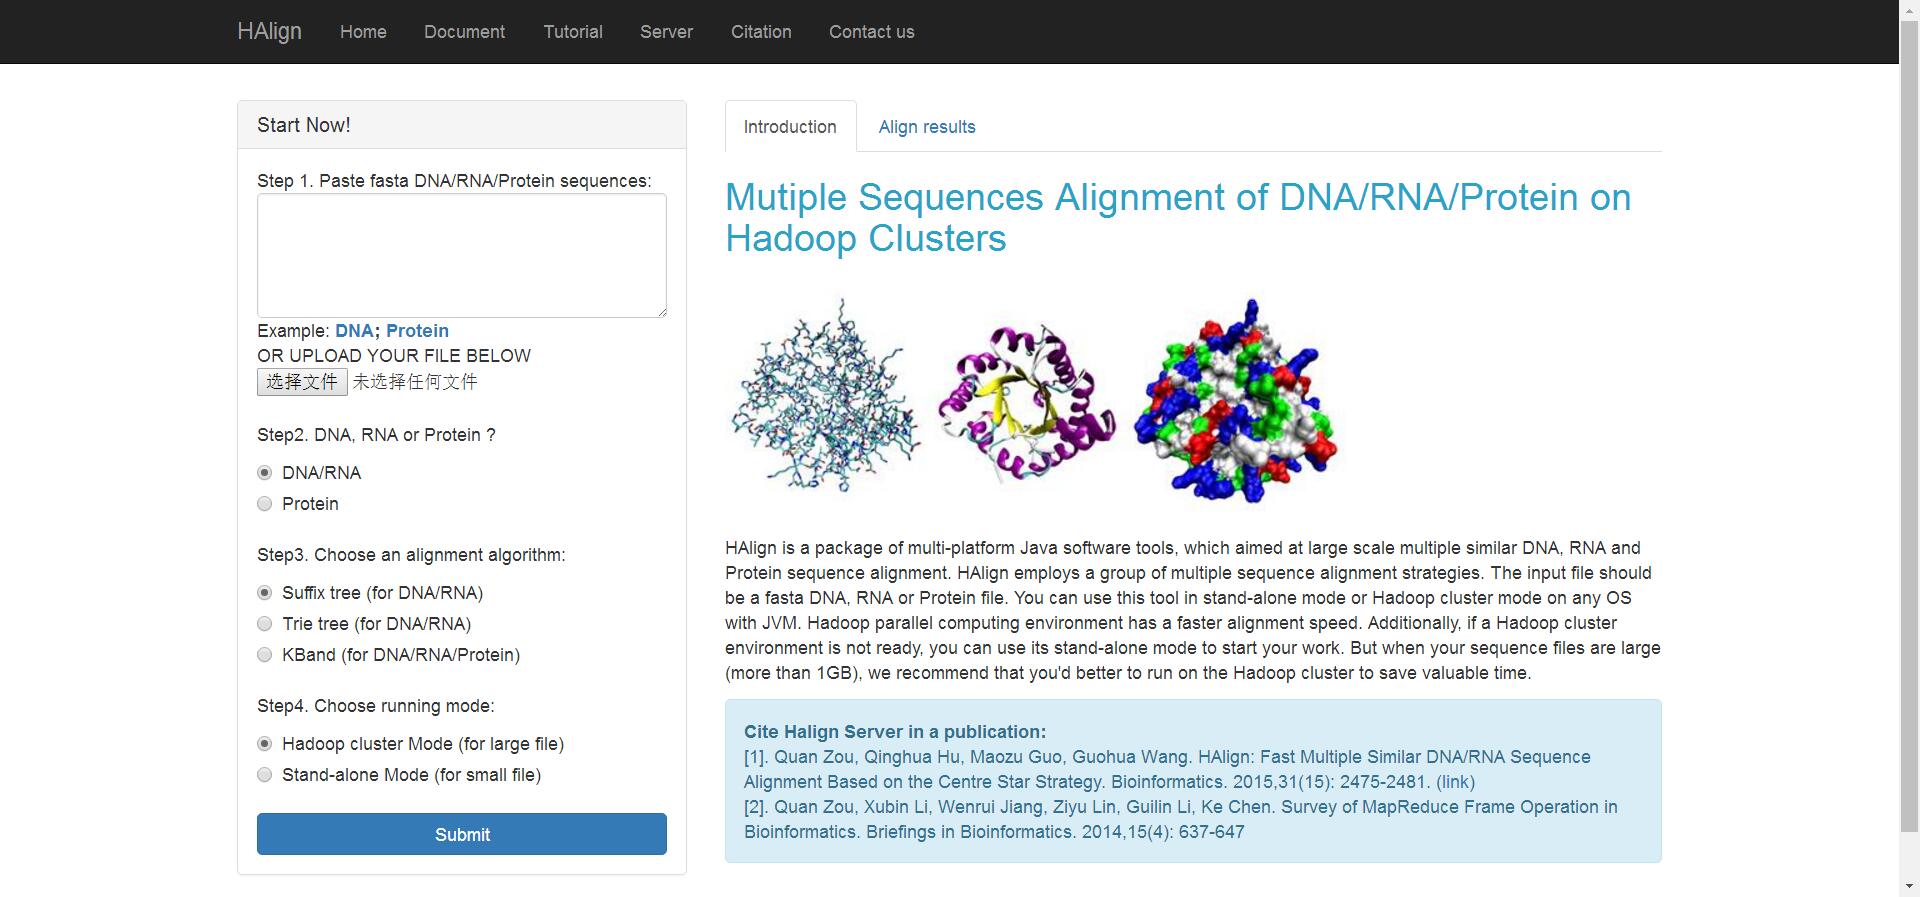 HAlign Home Document Tutorial Server Citation Contact us
Start Now!
Step 1. Paste fasta DNA/RNA/Protein sequences:
Example: DNA; Protein
OR UPLOAD YOUR FILE BELOW
选择文件 未选择任何文件
Step2. DNA, RNA or Protein ?
DNA/RNA
Protein
Step3. Choose an alignment algorithm:
Suffix tree (for DNA/RNA)
Trie tree (for DNA/RNA)
KBand (for DNA/RNA/Protein)
Step4. Choose running mode:
Hadoop cluster Mode (for large file)
Stand-alone Mode (for small file)
Submit
Introduction Align results
Mutiple Sequences Alignment of DNA/RNA/Protein on
Hadoop Clusters
HAlign is a package of multi-platform Java software tools, which aimed at large scale multiple similar DNA, RNA and
Protein sequence alignment. HAlign employs a group of multiple sequence alignment strategies. The input file should
be a fasta DNA, RNA or Protein file. You can use this tool in stand-alone mode or Hadoop cluster mode on any OS
with JVM. Hadoop parallel computing environment has a faster alignment speed. Additionally, if a Hadoop cluster
environment is not ready, you can use its stand-alone mode to start your work. But when your sequence files are large
(more than 1GB), we recommend that you'd better to run on the Hadoop cluster to save valuable time.
Cite Halign Server in a publication:
[1]. Quan Zou, Qinghua Hu, Maozu Guo, Guohua Wang. HAlign: Fast Multiple Similar DNA/RNA Sequence
Alignment Based on the Centre Star Strategy. Bioinformatics. 2015,31(15): 2475-2481. (link)
[2]. Quan Zou, Xubin Li, Wenrui Jiang, Ziyu Lin, Guilin Li, Ke Chen. Survey of MapReduce Frame Operation in
Bioinformatics. Briefings in Bioinformatics. 2014,15(4): 637-647